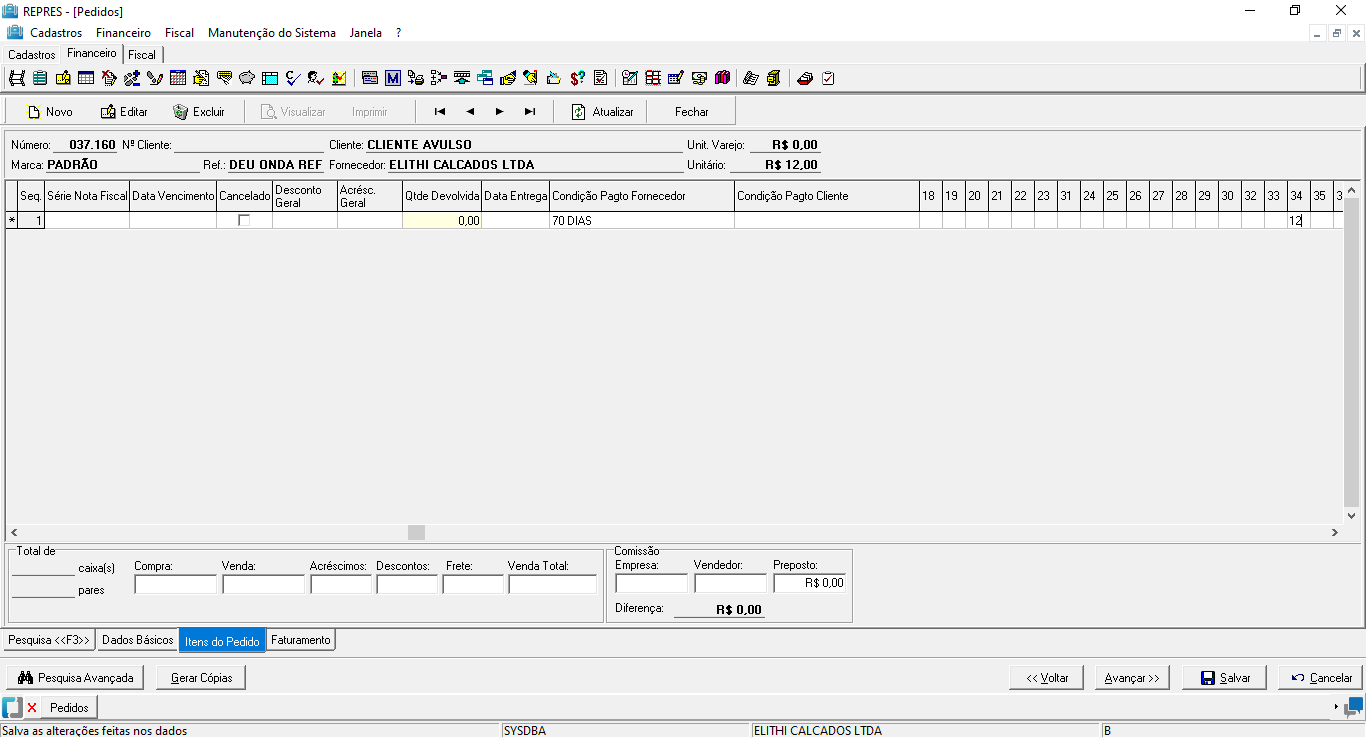 REPRES - [Pedidos]
Cadastros Financeiro Fiscal Manutenção do Sistema Janela ?
Cadastros Financeiro Fiscal
Novo Editar Excluir Visualizar Imprimir Atualizar Fechar
Número: 037.160 Nº Cliente: Cliente: CLIENTE AVULSO Unit. Varejo: R$ 0,00
Marca: PADRÃO Ref.: DEU ONDA REF Fornecedor: ELITHI CALCADOS LTDA Unitário: R$ 12,00
Seq. Série Nota Fiscal Data Vencimento Cancelado Desconto Geral Acrésc. Geral Qtde Devolvida Data Entrega Condição Pagto Fornecedor Condição Pagto Cliente 18 19 20 21 22 23 31 24 25 26 27 28 29 30 32 33 34 35 3
* 1 0,00 70 DIAS 12
Total de
caixa(s) Compra: Venda: Acréscimos: Descontos: Frete: Venda Total:
pares
Comissão
Empresa: Vendedor: Preposto:
R$ 0,00
Diferença: R$ 0,00
Pesquisa <<F3>> Dados Básicos Itens do Pedido Faturamento
Pesquisa Avançada Gerar Cópias << Voltar Avançar >> Salvar Cancelar
Pedidos
Salva as alterações feitas nos dados SYSDBA ELITHI CALCADOS LTDA B